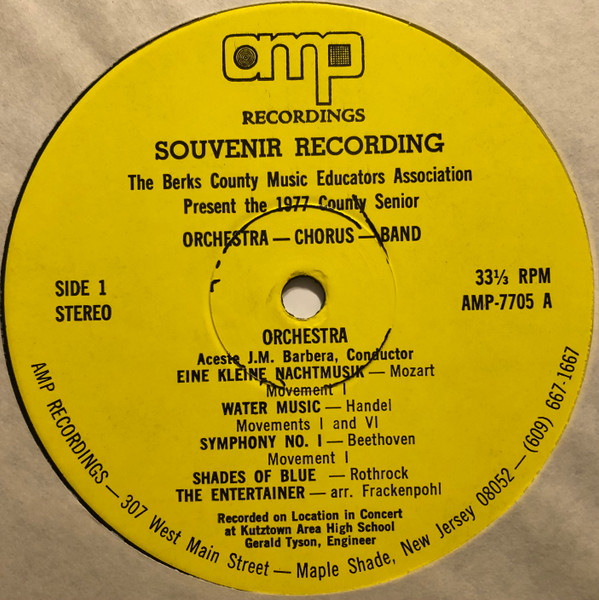 amp
RECORDINGS
SOUVENIR RECORDING
The Berks County Music Educators Association
Present the 1977 County Senior
ORCHESTRA — CHORUS — BAND
SIDE 1
STEREO
33⅓ RPM
AMP-7705 A
ORCHESTRA
Aceste J.M. Barbera, Conductor
EINE KLEINE NACHTMUSIK — Mozart
Movement I
WATER MUSIC — Handel
Movements I and VI
SYMPHONY NO. I — Beethoven
Movement I
SHADES OF BLUE — Rothrock
THE ENTERTAINER — arr. Frackenpohl
Recorded on Location in Concert
at Kutztown Area High School
Gerald Tyson, Engineer
AMP RECORDINGS — 307 West Main Street — Maple Shade, New Jersey 08052 — (609) 667-1667